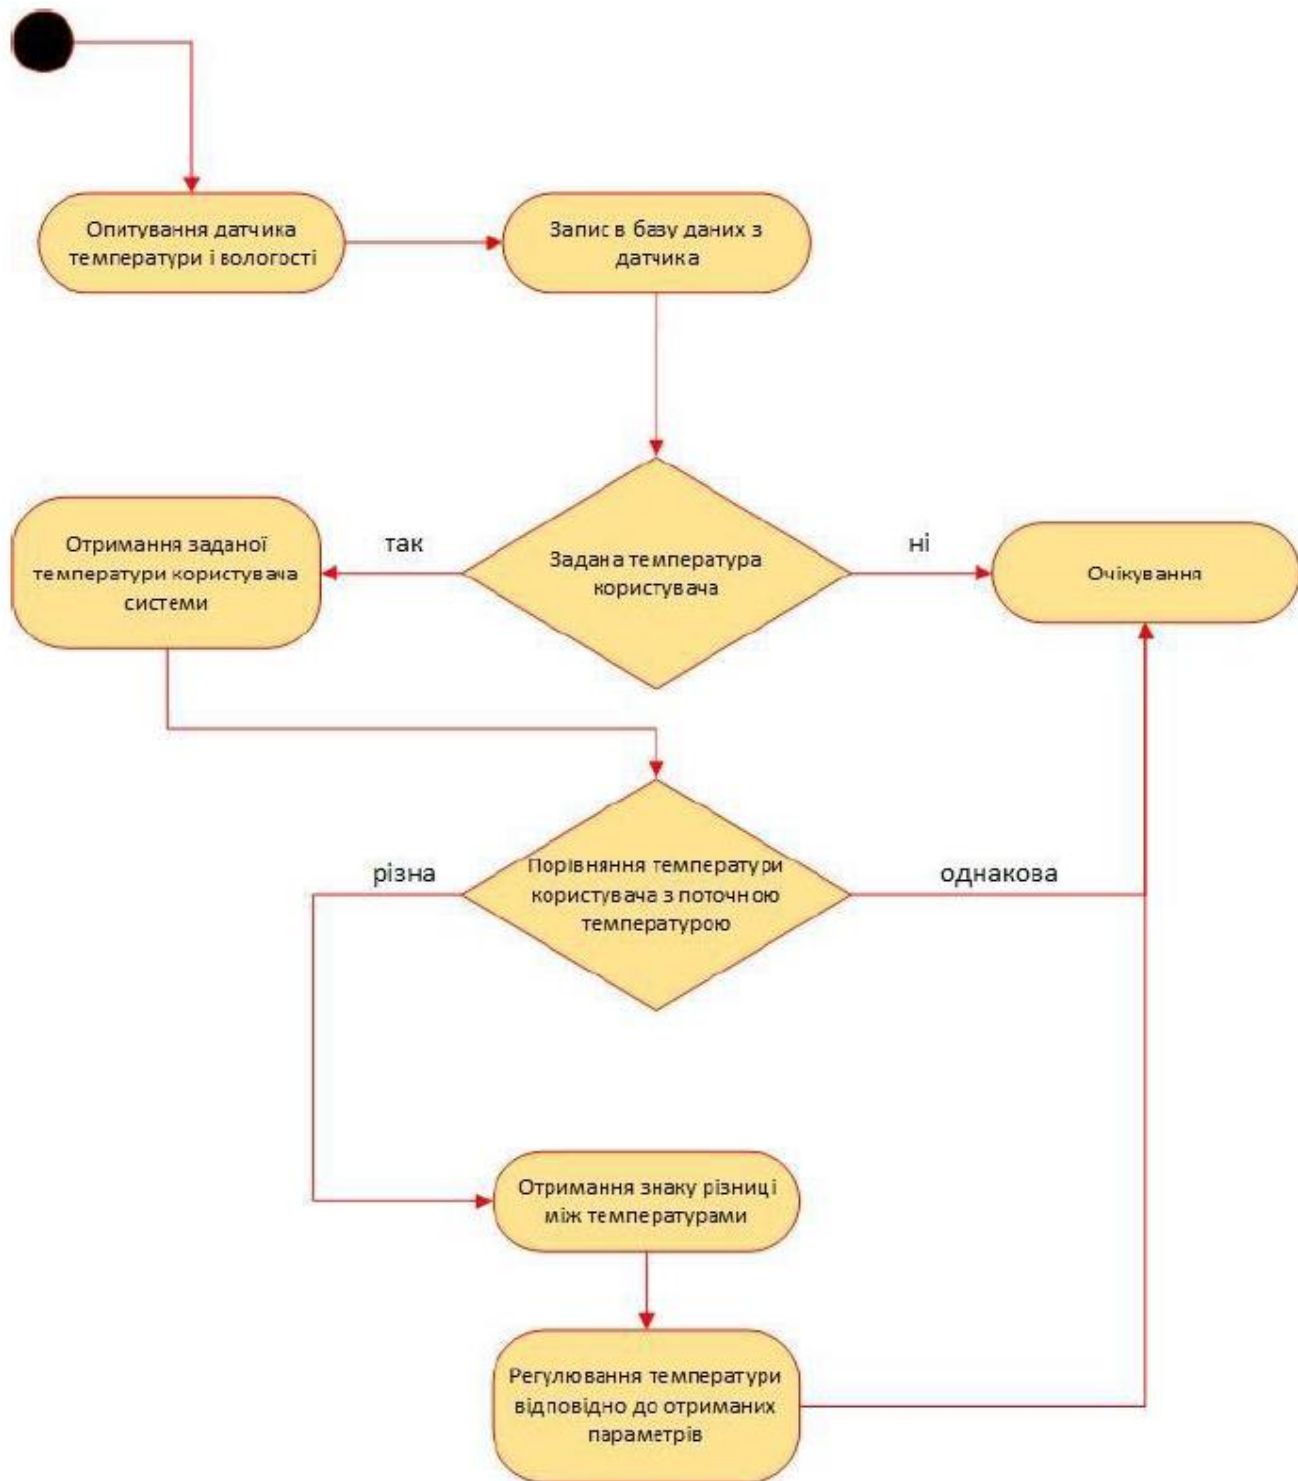 Опитування датчика
температури і вологості
Запис в базу даних з
датчика
Отримання заданої
температури користувача
системи
так
Задана температура
користувача
ні
Очікування
різна
Порівняння температури
користувача з поточною
температурою
однакова
Отримання знаку різниці
між температурами
Регулювання температури
відповідно до отриманих
параметрів